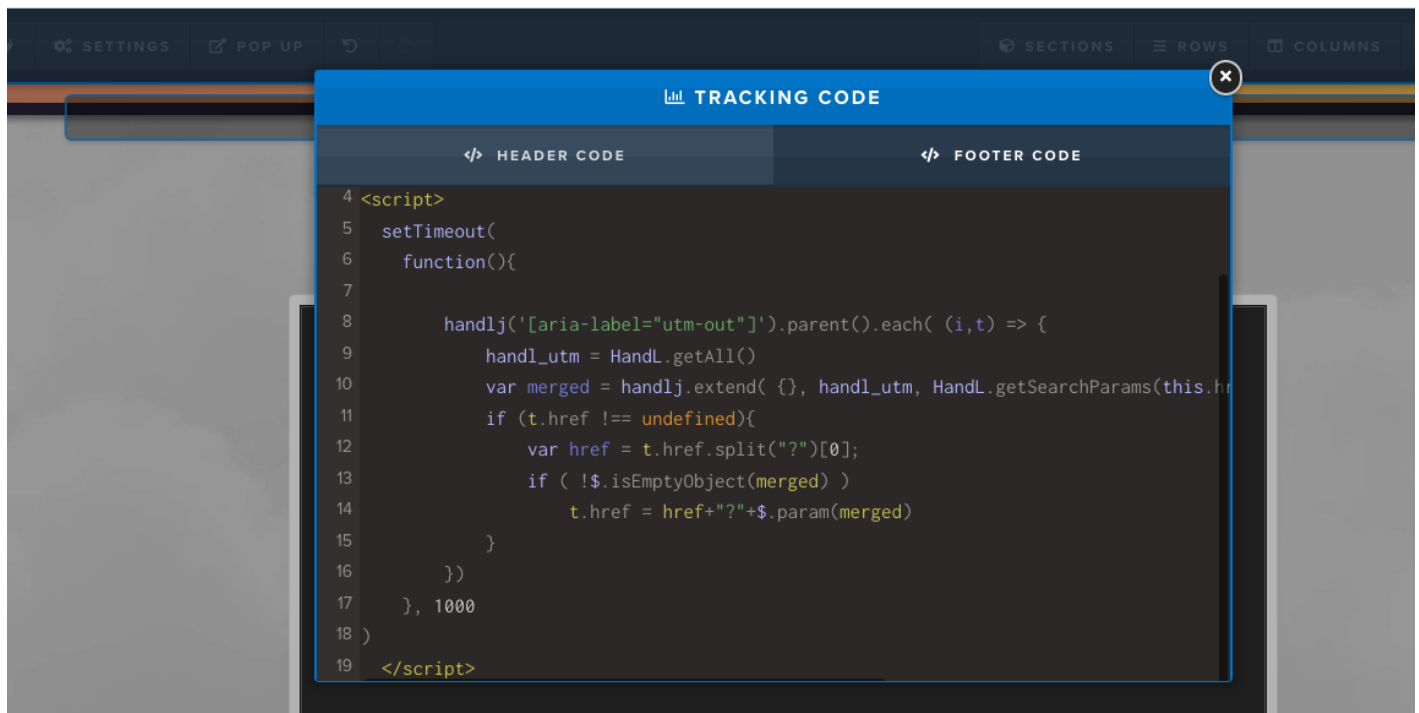 SETTINGS POP UP SECTIONS ROWS COLUMNS
TRACKING CODE
</> HEADER CODE </> FOOTER CODE
4 <script>
5 setTimeout(
6 function(){
7
8 handlj('[aria-label="utm-out"]').parent().each( (i,t) => {
9 handl_utm = HandL.getAll()
10 var merged = handlj.extend( {}, handl_utm, HandL.getSearchParams(this.hr
11 if (t.href !== undefined){
12 var href = t.href.split("?")[0];
13 if ( !$.isEmptyObject(merged) )
14 t.href = href+"?"+$.param(merged)
15 }
16 })
17 }, 1000
18 )
19 </script>